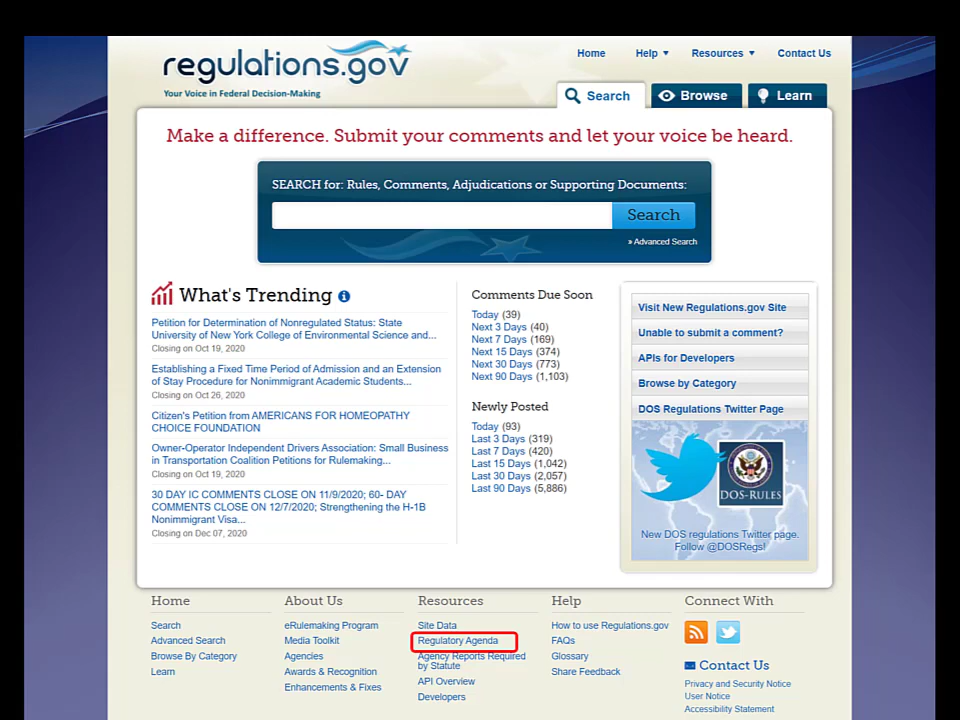 regulations.gov
Your Voice in Federal Decision-Making
Home
Help
Resources
Contact Us
Search
Browse
Learn
Make a difference. Submit your comments and let your voice be heard.
SEARCH for: Rules, Comments, Adjudications or Supporting Documents:
Search
» Advanced Search
What's Trending
Petition for Determination of Nonregulated Status: State
University of New York College of Environmental Science and...
Closing on Oct 19, 2020
Establishing a Fixed Time Period of Admission and an Extension
of Stay Procedure for Nonimmigrant Academic Students...
Closing on Oct 26, 2020
Citizen's Petition from AMERICANS FOR HOMEOPATHY
CHOICE FOUNDATION
Owner-Operator Independent Drivers Association: Small Business
in Transportation Coalition Petitions for Rulemaking...
Closing on Oct 19, 2020
30 DAY IC COMMENTS CLOSE ON 11/9/2020; 60- DAY
COMMENTS CLOSE ON 12/7/2020; Strengthening the H-1B
Nonimmigrant Visa...
Closing on Dec 07, 2020
Comments Due Soon
Today (39)
Next 3 Days (40)
Next 7 Days (169)
Next 15 Days (374)
Next 30 Days (773)
Next 90 Days (1,103)
Newly Posted
Today (93)
Last 3 Days (319)
Last 7 Days (420)
Last 15 Days (1,042)
Last 30 Days (2,057)
Last 90 Days (5,886)
Visit New Regulations.gov Site
Unable to submit a comment?
APIs for Developers
Browse by Category
DOS Regulations Twitter Page
DOS-RULES
New DOS regulations Twitter page.
Follow @DOSRegs!
Home
Search
Advanced Search
Browse By Category
Learn
About Us
eRulemaking Program
Media Toolkit
Agencies
Awards & Recognition
Enhancements & Fixes
Resources
Site Data
Regulatory Agenda
Agency Reports Required
by Statute
API Overview
Developers
Help
How to use Regulations.gov
FAQs
Glossary
Share Feedback
Connect With
Contact Us
Privacy and Security Notice
User Notice
Accessibility Statement